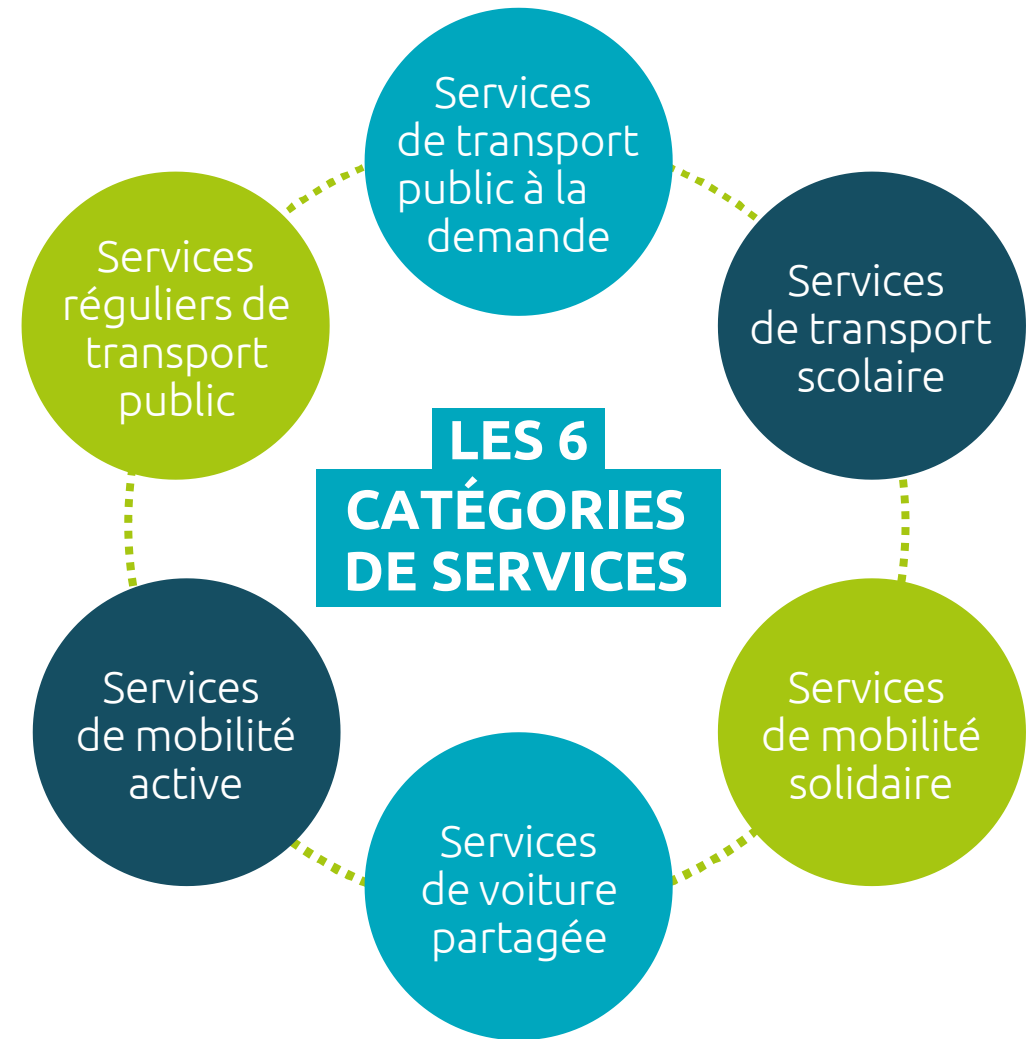 Services
de transport
public à la
demande
Services
réguliers de
transport
public
Services
de transport
scolaire
LES 6
CATÉGORIES
DE SERVICES
Services
de mobilité
active
Services
de mobilité
solidaire
Services
de voiture
partagée